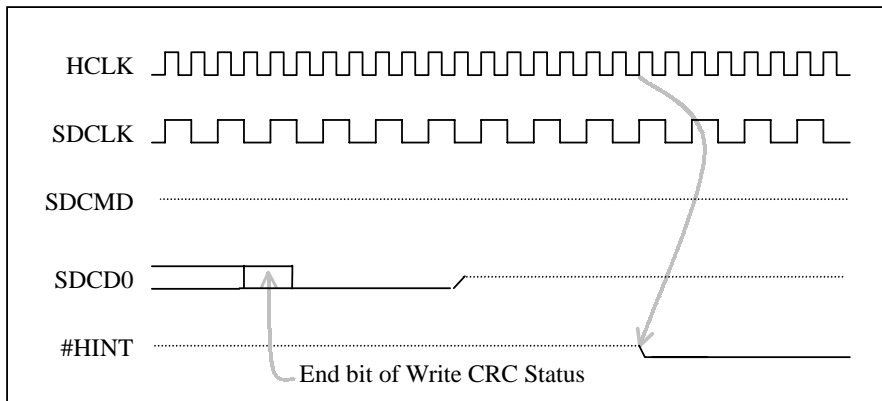 HCLK
SDCLK
SDCMD
SDCD0
#HINT
End bit of Write CRC Status